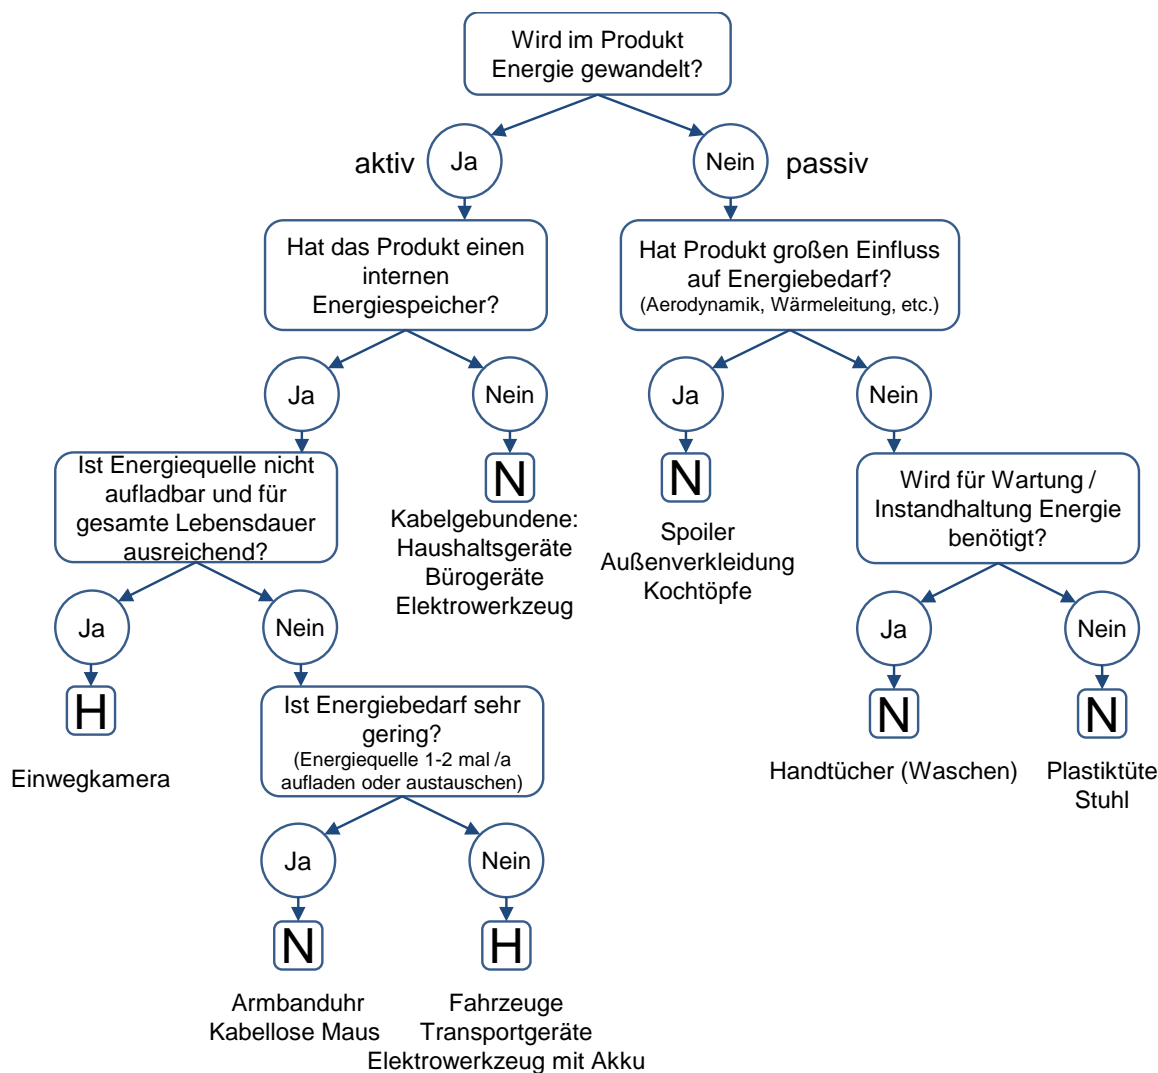 Wird im Produkt
Energie gewandelt?
aktiv
Ja
Nein
passiv
Hat das Produkt einen
internen
Energiespeicher?
Hat Produkt großen Einfluss
auf Energiebedarf?
(Aerodynamik, Wärmeleitung, etc.)
Ja
Nein
Ja
Nein
Ist Energiequelle nicht
aufladbar und für
gesamte Lebensdauer
ausreichend?
N
Kabelgebundene:
Haushaltsgeräte
Bürogeräte
Elektrowerkzeug
N
Spoiler
Außenverkleidung
Kochtöpfe
Wird für Wartung /
Instandhaltung Energie
benötigt?
Ja
Nein
Ja
Nein
H
Einwegkamera
Ist Energiebedarf sehr
gering?
(Energiequelle 1-2 mal /a
aufladen oder austauschen)
N
Handtücher (Waschen)
N
Plastiktüte
Stuhl
Ja
Nein
N
Armbanduhr
Kabellose Maus
H
Fahrzeuge
Transportgeräte
Elektrowerkzeug mit Akku